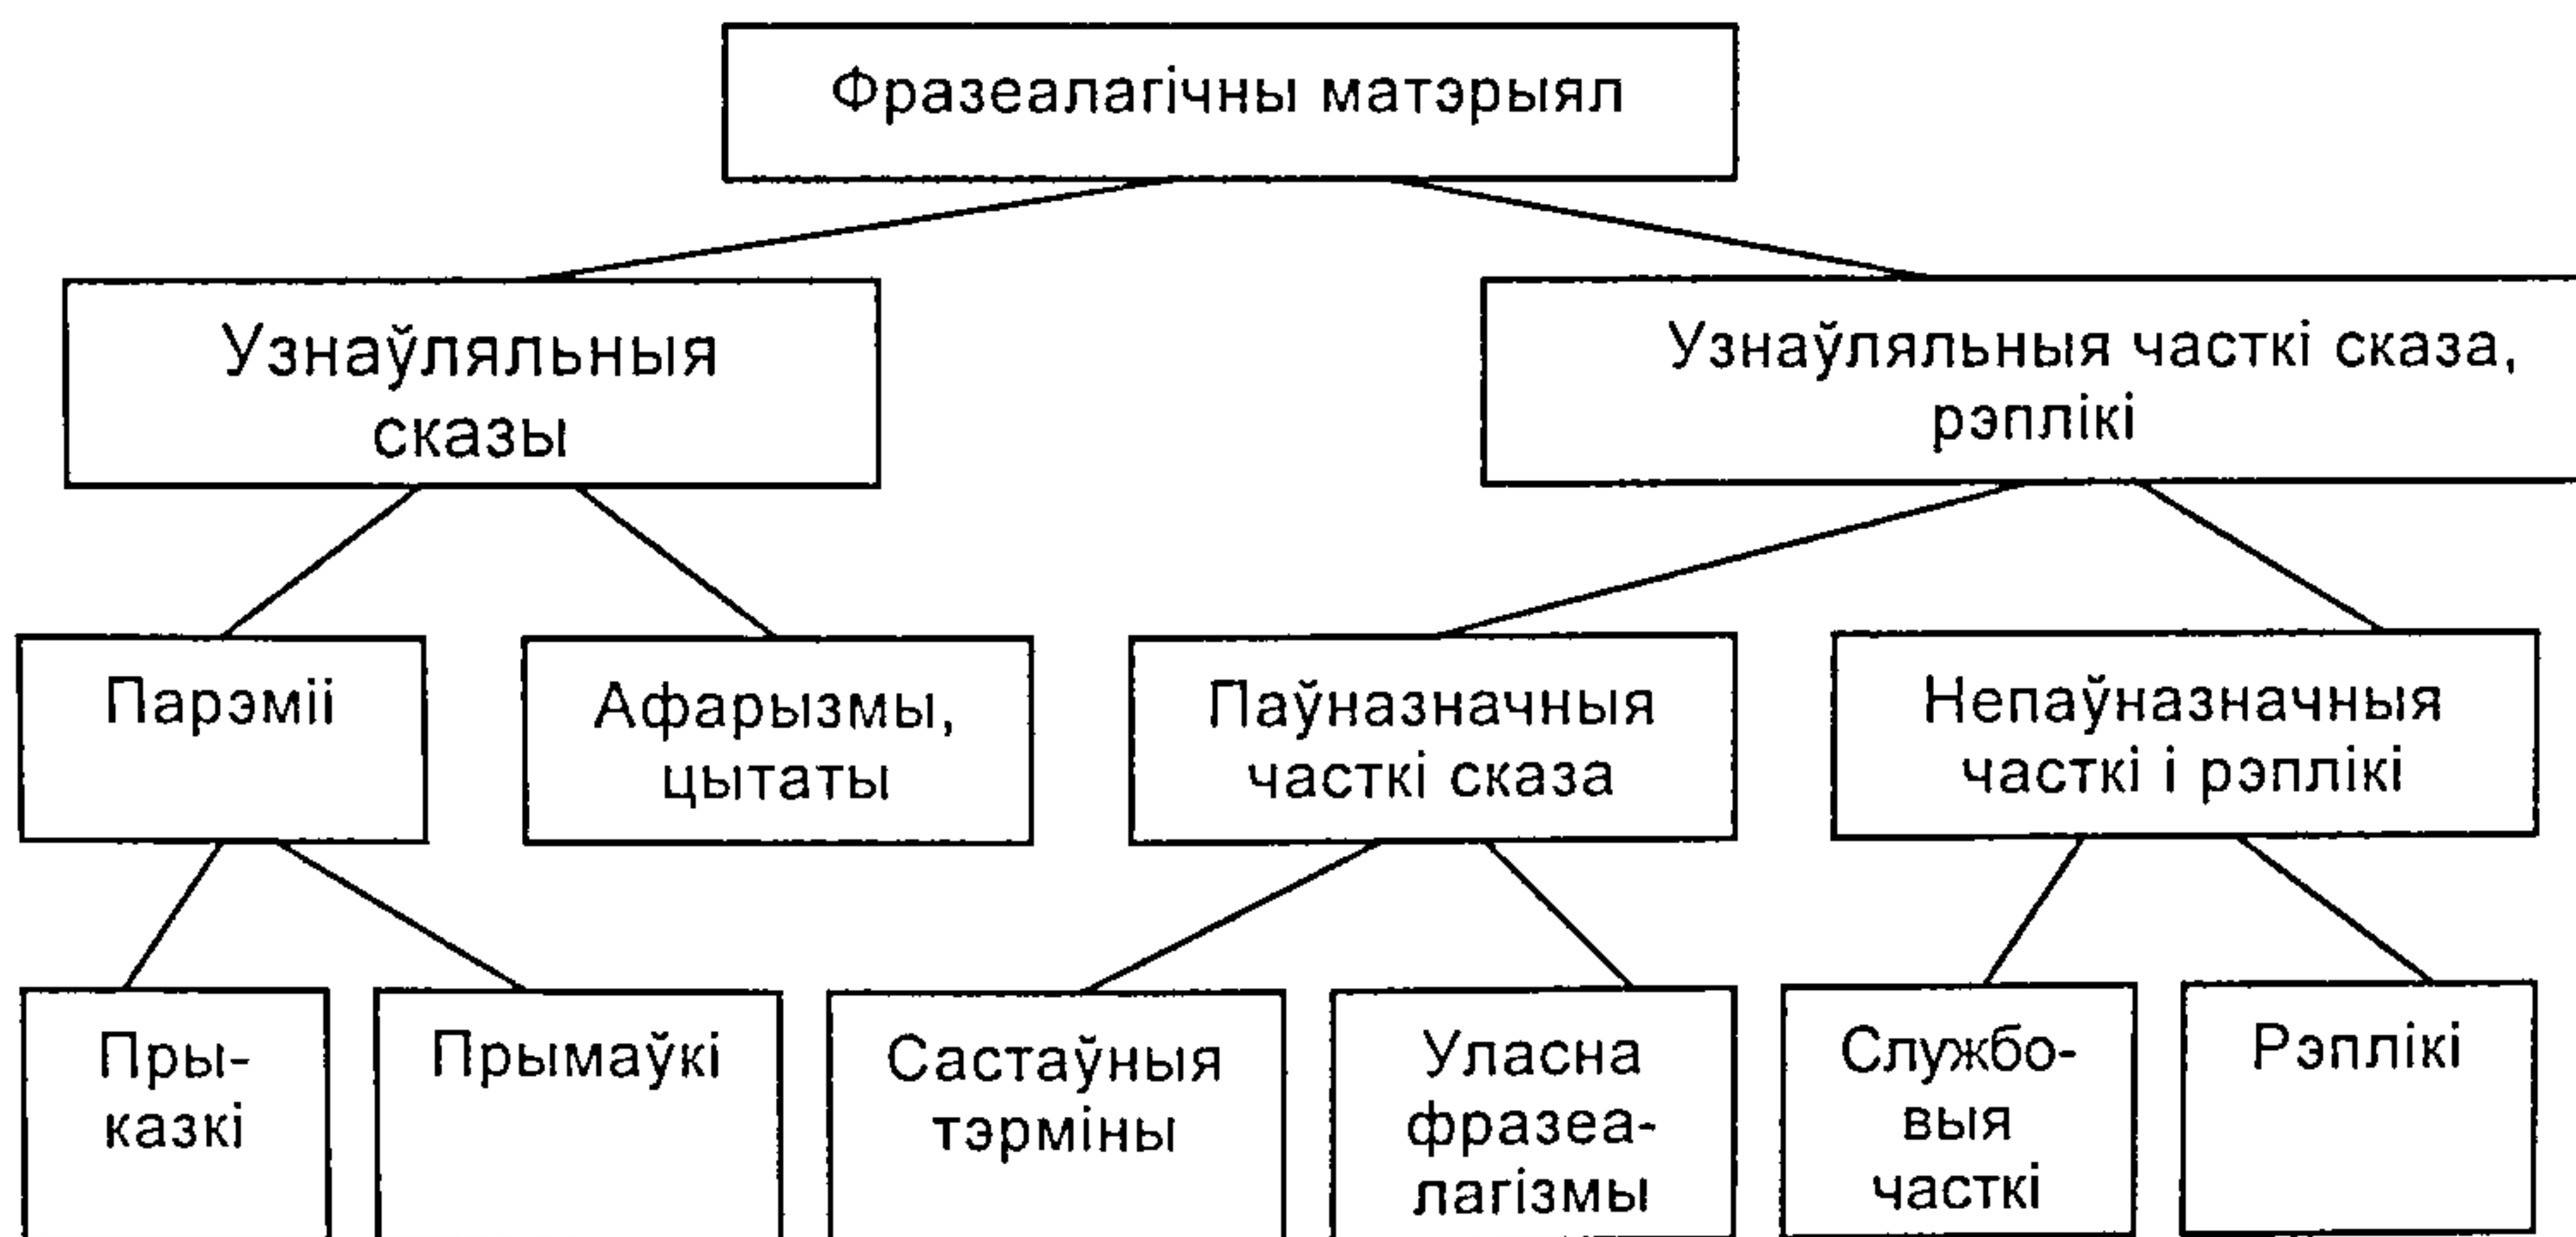 Фразеалагічны матэрыял
Узнаўляльныя
сказы
Узнаўляльныя часткі сказа,
рэплікі
Парэміі
Афарызмы,
цытаты
Паўназначныя
часткі сказа
Непаўназначныя
часткі і рэплікі
Пры-
казкі
Прымаўкі
Састаўныя
тэрміны
Уласна
фразеа-
лагізмы
Службо-
выя
часткі
Рэплікі